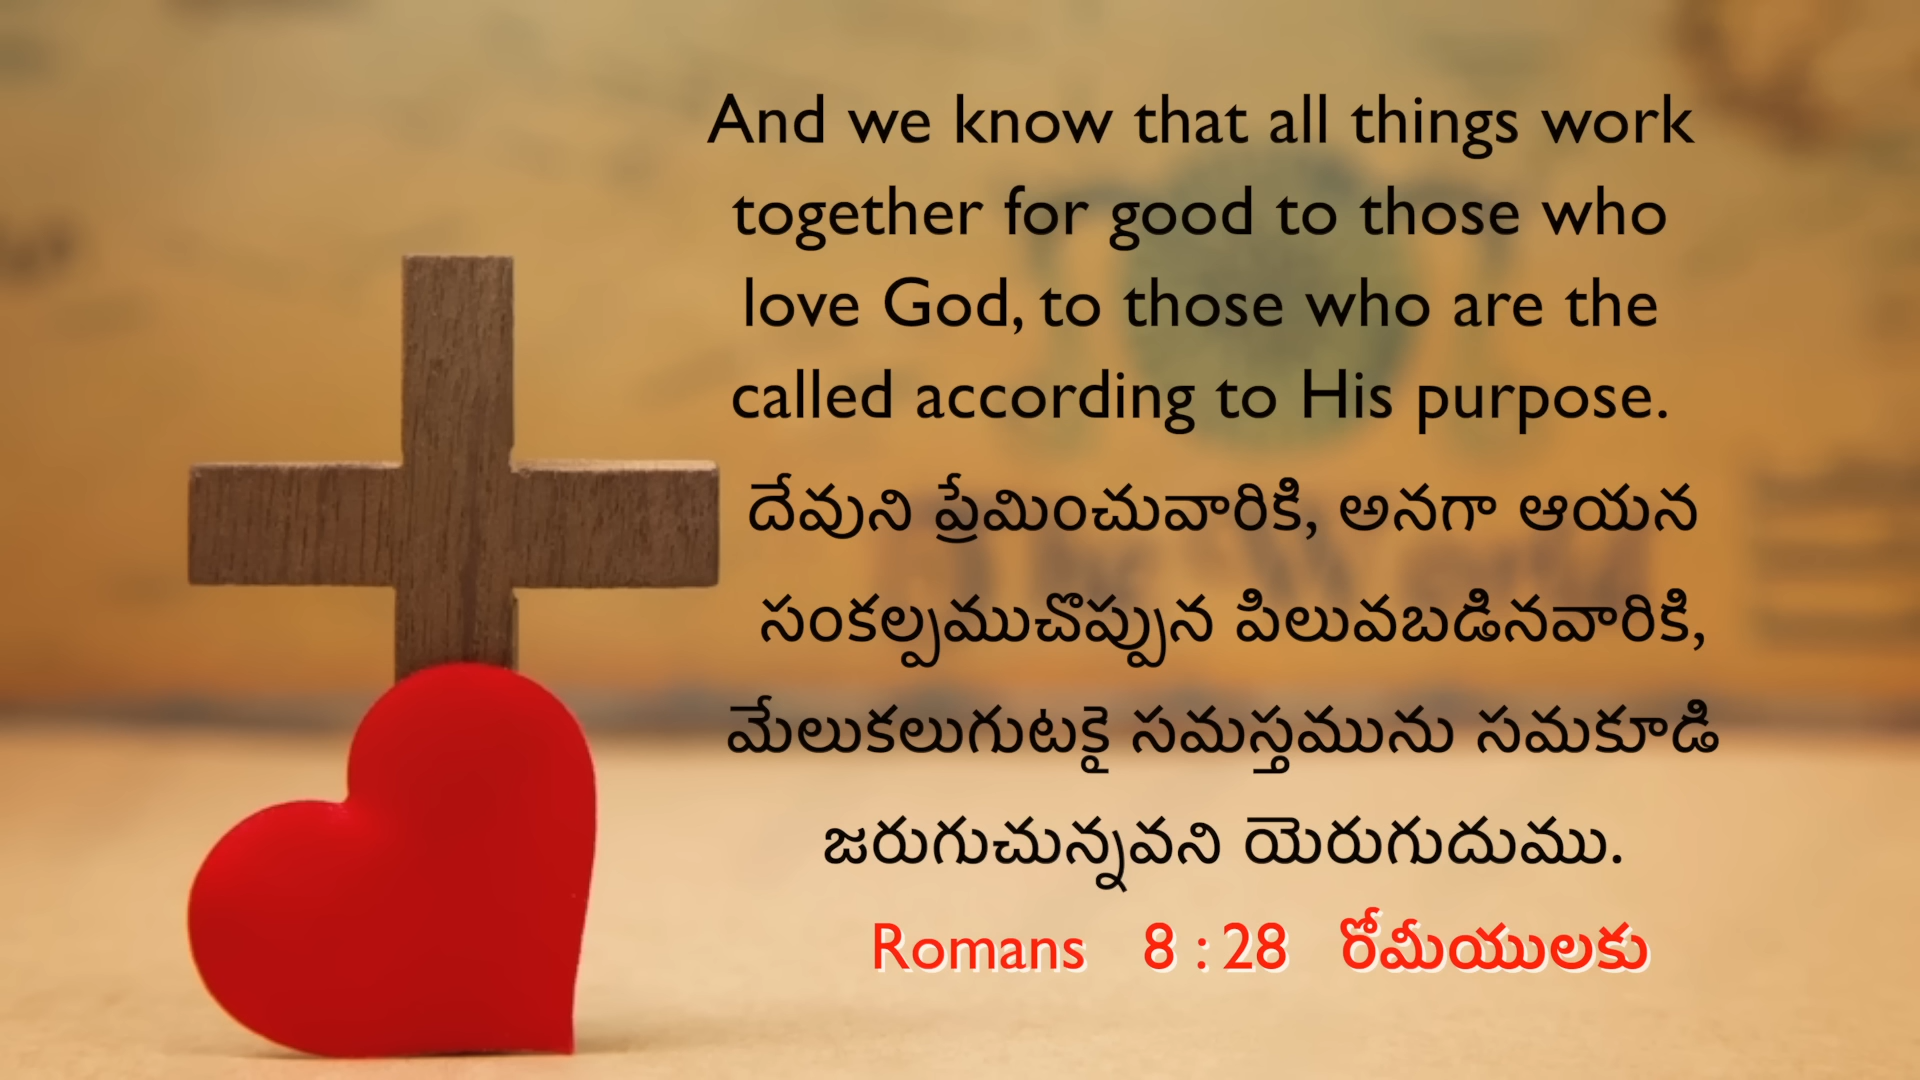 And we know that all things work
together for good to those who
love God, to those who are the
called according to His purpose.
దేవుని ప్రేమించువారికి, అనగా ఆయన
సంకల్పముచొప్పున పిలువబడినవారికి,
మేలుకలుగుటకై సమస్తమును సమకూడి
జరుగుచున్నవని యెరుగుదుము.
Romans 8 : 28 రోమీయులకు